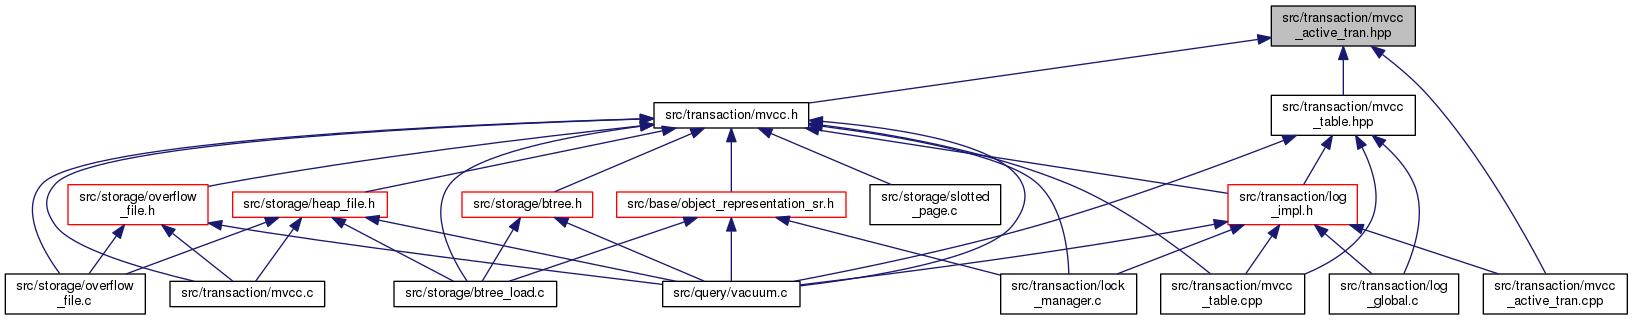 src/transaction/mvcc
_active_tran.hpp
src/transaction/mvcc.h
src/transaction/mvcc
_table.hpp
src/storage/overflow
_file.h
src/storage/heap_file.h
src/storage/btree.h
src/base/object_representation_sr.h
src/storage/slotted
_page.c
src/transaction/log
_impl.h
src/storage/overflow
_file.c
src/transaction/mvcc.c
src/storage/btree_load.c
src/query/vacuum.c
src/transaction/lock
_manager.c
src/transaction/mvcc
_table.cpp
src/transaction/log
_global.c
src/transaction/mvcc
_active_tran.cpp